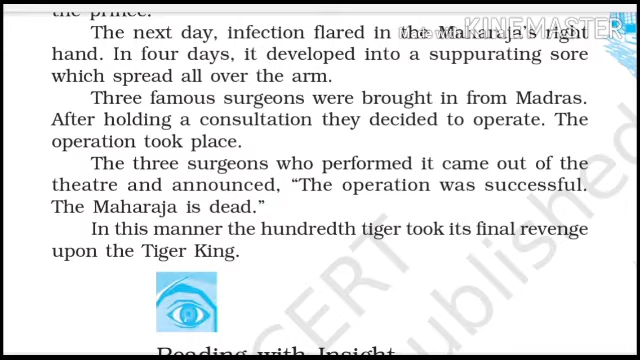 the prince.
The next day, infection flared in the Maharaja's right
hand. In four days, it developed into a suppurating sore
which spread all over the arm.
Three famous surgeons were brought in from Madras.
After holding a consultation they decided to operate. The
operation took place.
The three surgeons who performed it came out of the
theatre and announced, “The operation was successful.
The Maharaja is dead.”
In this manner the hundredth tiger took its final revenge
upon the Tiger King.
Reading with Insight
Made with KINEMASTER